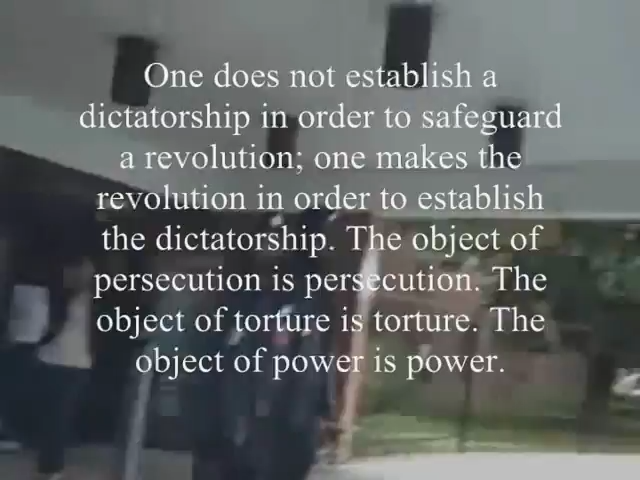 One does not establish a
dictatorship in order to safeguard
a revolution; one makes the
revolution in order to establish
the dictatorship. The object of
persecution is persecution. The
object of torture is torture. The
object of power is power.